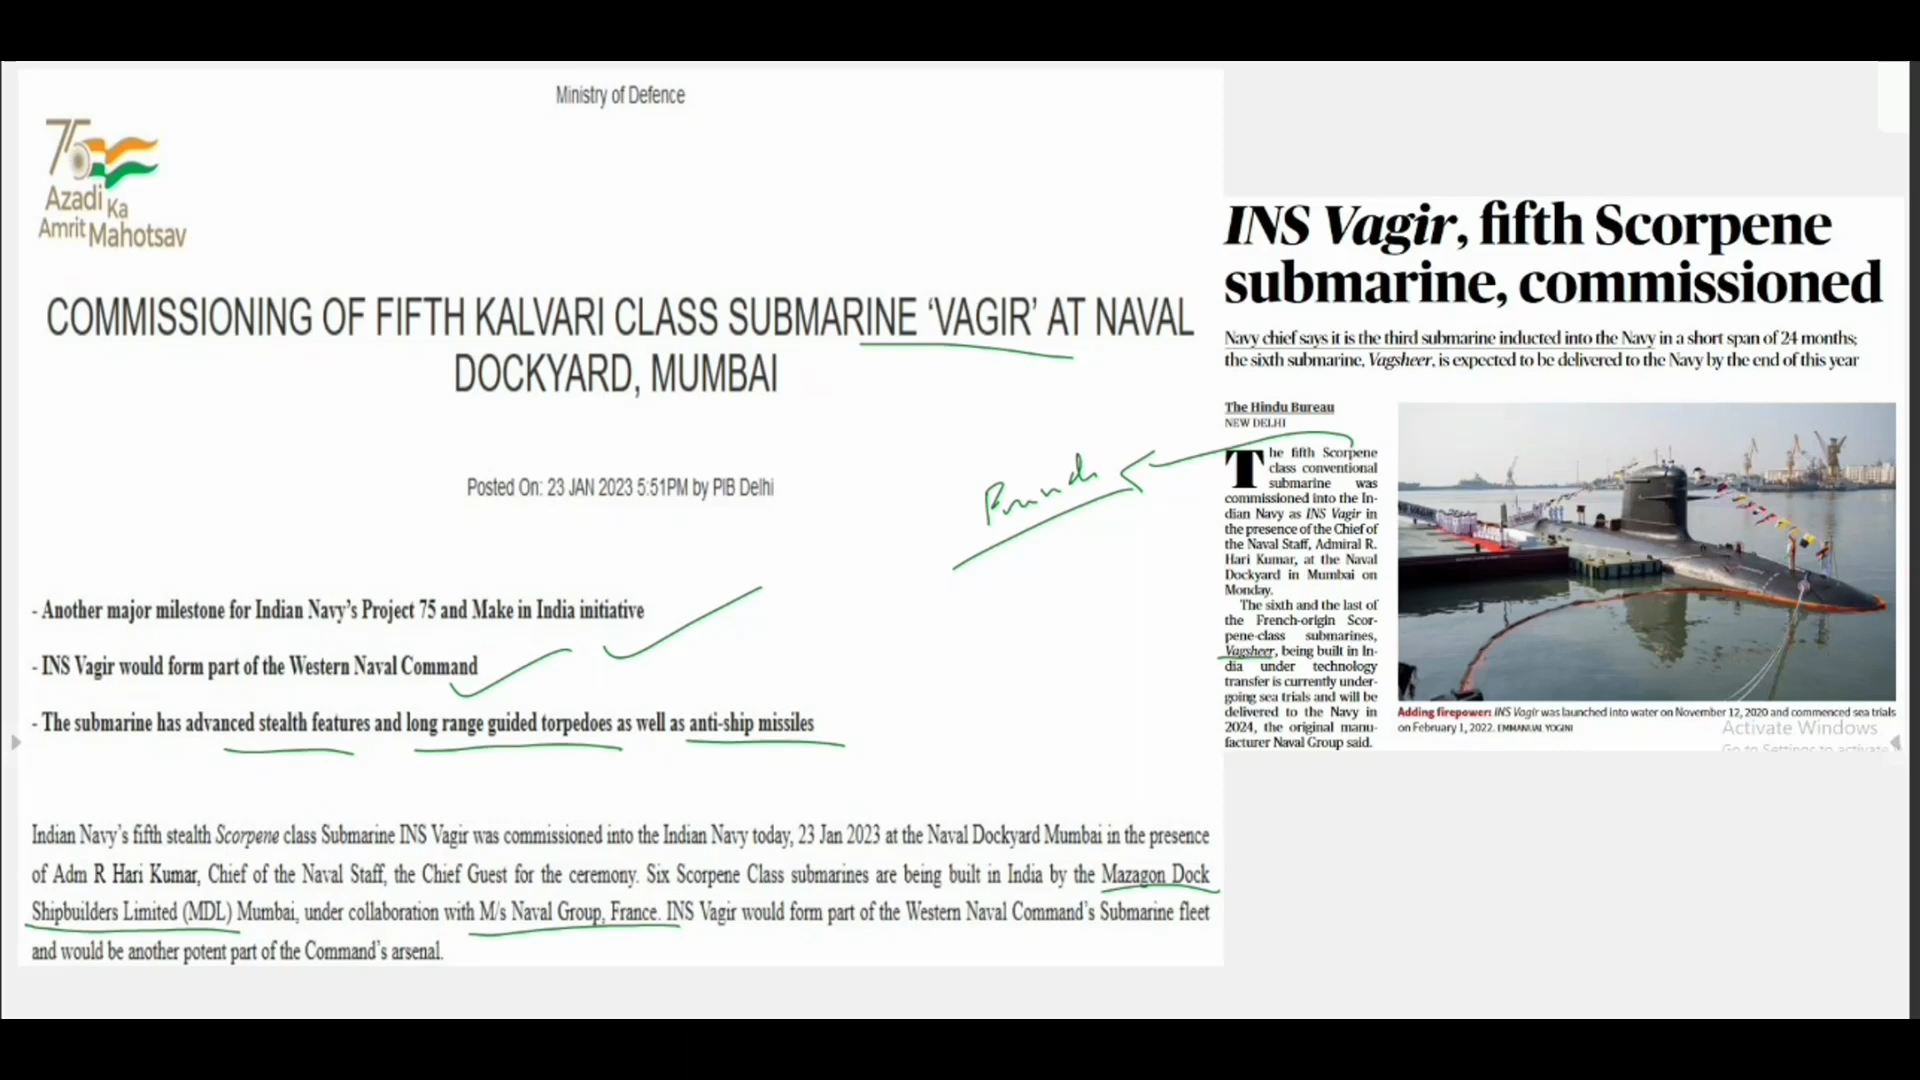 Ministry of Defence
75
Azadi Ka
Amrit Mahotsav
COMMISSIONING OF FIFTH KALVARI CLASS SUBMARINE ‘VAGIR’ AT NAVAL
DOCKYARD, MUMBAI
Posted On: 23 JAN 2023 5:51PM by PIB Delhi
- Another major milestone for Indian Navy’s Project 75 and Make in India initiative
- INS Vagir would form part of the Western Naval Command
- The submarine has advanced stealth features and long range guided torpedoes as well as anti-ship missiles
Indian Navy’s fifth stealth Scorpene class Submarine INS Vagir was commissioned into the Indian Navy today, 23 Jan 2023 at the Naval Dockyard Mumbai in the presence
of Adm R Hari Kumar, Chief of the Naval Staff, the Chief Guest for the ceremony. Six Scorpene Class submarines are being built in India by the Mazagon Dock
Shipbuilders Limited (MDL) Mumbai, under collaboration with M/s Naval Group, France. INS Vagir would form part of the Western Naval Command’s Submarine fleet
and would be another potent part of the Command’s arsenal.
INS Vagir, fifth Scorpene
submarine, commissioned
Navy chief says it is the third submarine inducted into the Navy in a short span of 24 months;
the sixth submarine, Vagsheer, is expected to be delivered to the Navy by the end of this year
The Hindu Bureau
NEW DELHI
The fifth Scorpene
class conventional
submarine was
commissioned into the In-
dian Navy as INS Vagir in
the presence of the Chief of
the Naval Staff, Admiral R.
Hari Kumar, at the Naval
Dockyard in Mumbai on
Monday.
The sixth and the last of
the French-origin Scor-
pene-class submarines,
Vagsheer, being built in In-
dia under technology
transfer is currently under-
going sea trials and will be
delivered to the Navy in
2024, the original manu-
facturer Naval Group said.
Adding firepower: INS Vagir was launched into water on November 12, 2020 and commenced sea trials
on February 1, 2022. EMMANUAL YOGINI
Activate Windows
Go to Settings to activate